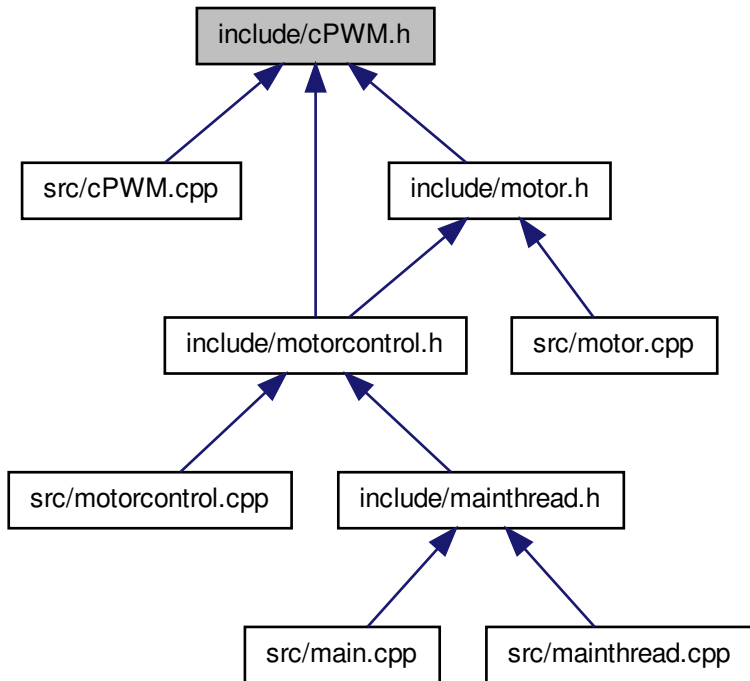 include/cPWM.h
src/cPWM.cpp
include/motor.h
include/motorcontrol.h
src/motor.cpp
src/motorcontrol.cpp
include/mainthread.h
src/main.cpp
src/mainthread.cpp